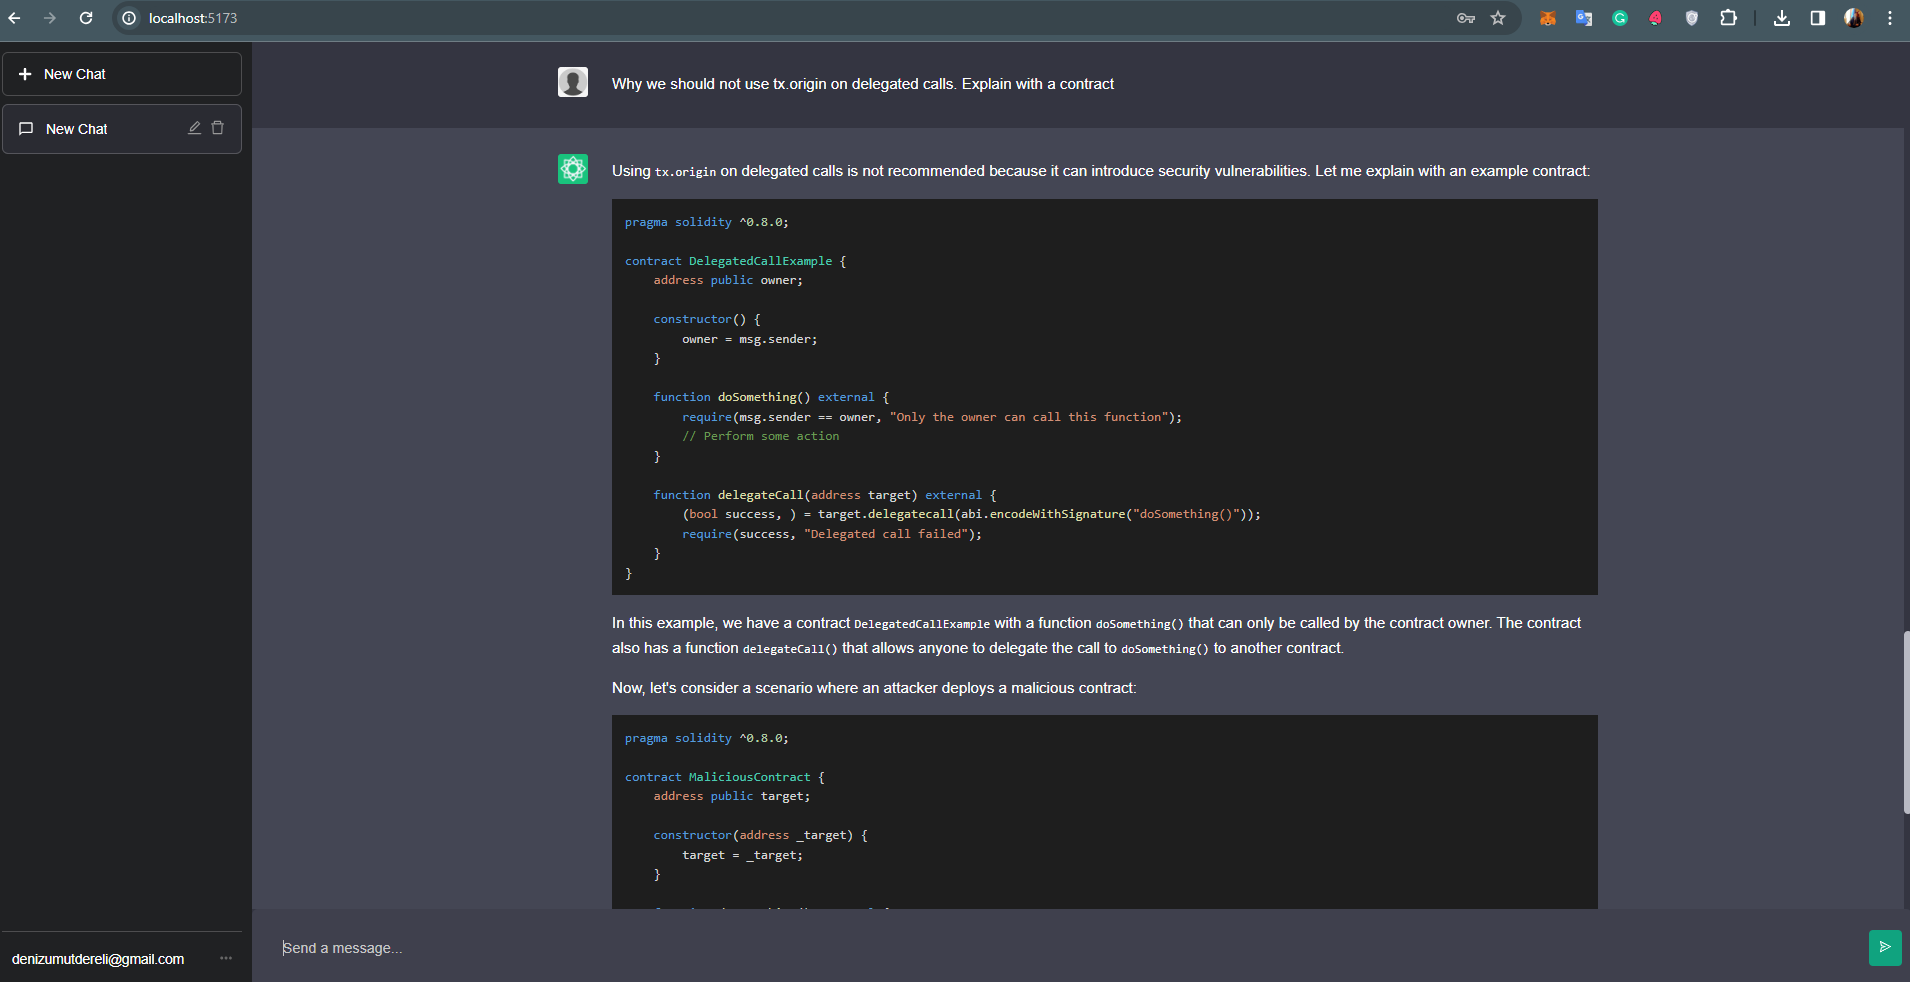 localhost:5173
New Chat
New Chat
Why we should not use tx.origin on delegated calls. Explain with a contract
Using tx.origin on delegated calls is not recommended because it can introduce security vulnerabilities. Let me explain with an example contract:
pragma solidity ^0.8.0;
contract DelegatedCallExample {
address public owner;
constructor() {
owner = msg.sender;
}
function doSomething() external {
require(msg.sender == owner, "Only the owner can call this function");
// Perform some action
}
function delegateCall(address target) external {
(bool success, ) = target.delegatecall(abi.encodeWithSignature("doSomething()"));
require(success, "Delegated call failed");
}
}
In this example, we have a contract DelegatedCallExample with a function doSomething() that can only be called by the contract owner. The contract
also has a function delegateCall() that allows anyone to delegate the call to doSomething() to another contract.
Now, let's consider a scenario where an attacker deploys a malicious contract:
pragma solidity ^0.8.0;
contract MaliciousContract {
address public target;
constructor(address _target) {
target = _target;
}
denizumutdereli@gmail.com
Send a message...